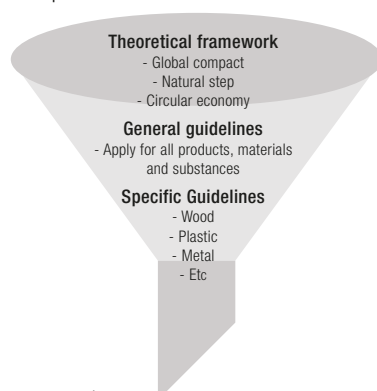 Theoretical framework
- Global compact
- Natural step
- Circular economy
General guidelines
- Apply for all products, materials
and substances
Specific Guidelines
- Wood
- Plastic
- Metal
- Etc